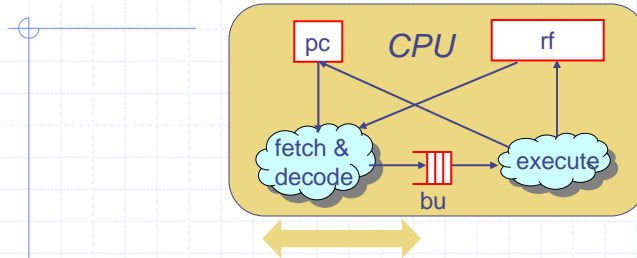 pc
CPU
rf
fetch &
decode
execute
bu